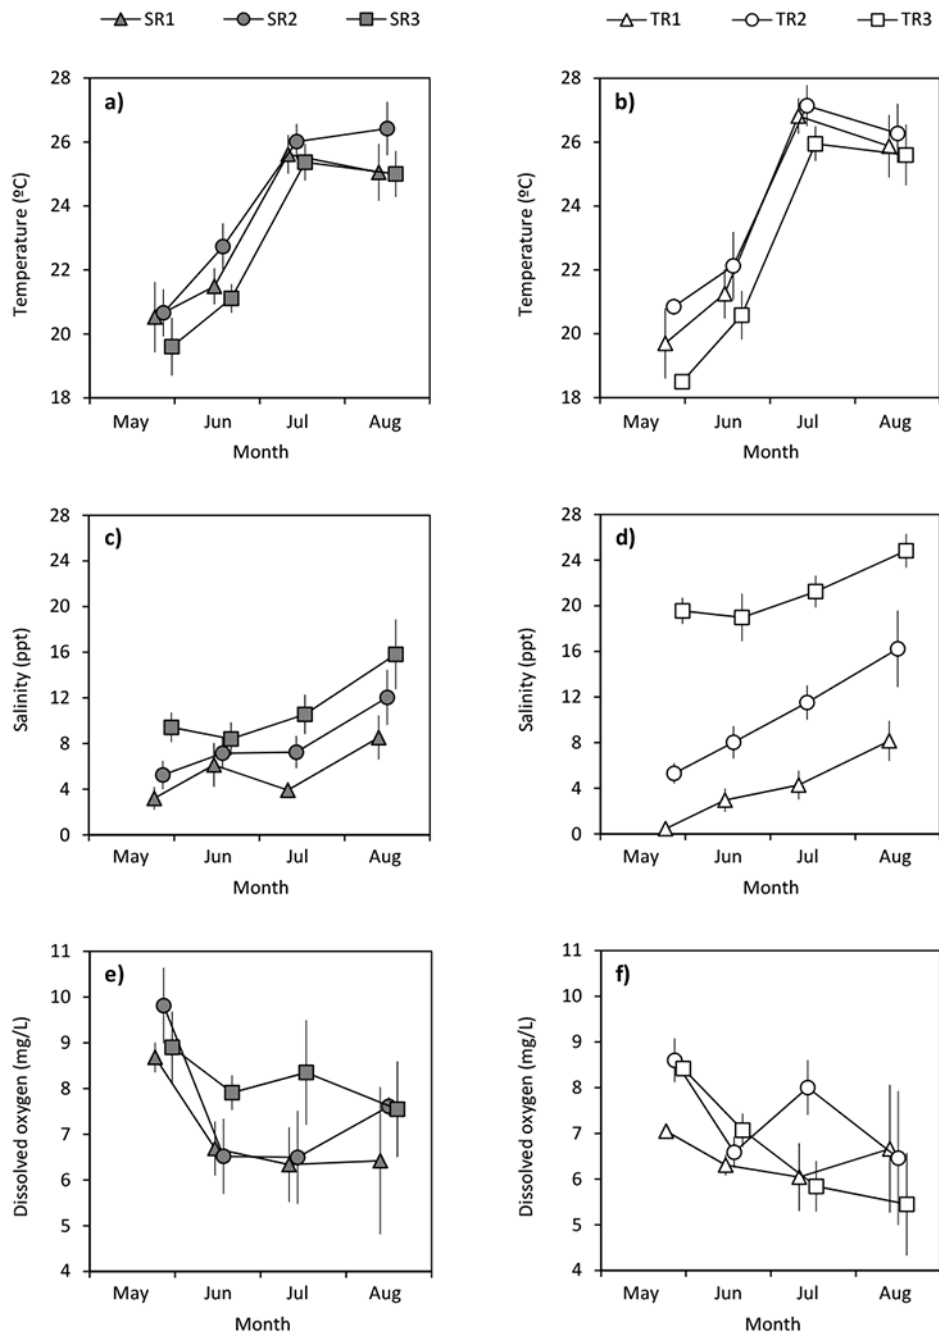 SR1 SR2 SR3 TR1 TR2 TR3
a) b)
28 26 24 22 20 18
Temperature (ºC)
May Jun Jul Aug
Month
28 26 24 22 20 18
Temperature (ºC)
May Jun Jul Aug
Month
c) d)
28 24 20 16 12 8 4 0
Salinity (ppt)
May Jun Jul Aug
Month
28 24 20 16 12 8 4 0
Salinity (ppt)
May Jun Jul Aug
Month
e) f)
11 10 9 8 7 6 5 4
Dissolved oxygen (mg/L)
May Jun Jul Aug
Month
11 10 9 8 7 6 5 4
Dissolved oxygen (mg/L)
May Jun Jul Aug
Month